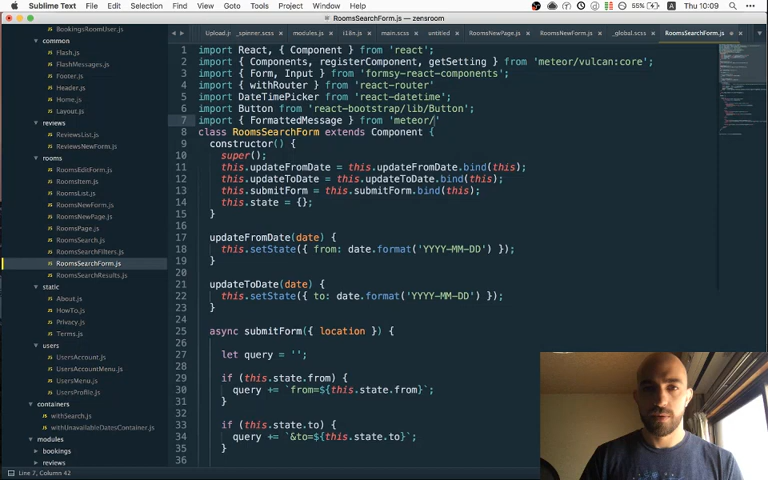 Sublime Text File Edit Selection Find View Goto Tools Project Window Help 55% Thu 10:09
RoomsSearchForm.js — zensroom
Upload.js _spinner.scss modules.js i18n.js main.scss untitled RoomsNewPage.js RoomsNewForm.js _global.scss RoomsSearchForm.js
BookingsRoomUser.js
common
Flash.js
FlashMessages.js
Footer.js
Header.js
Home.js
Layout.js
reviews
ReviewsList.js
ReviewsNewForm.js
rooms
RoomsEditForm.js
RoomsItem.js
RoomsList.js
RoomsNewForm.js
RoomsNewPage.js
RoomsPage.js
RoomsSearch.js
RoomsSearchFilters.js
RoomsSearchForm.js
RoomsSearchResults.js
static
About.js
HowTo.js
Privacy.js
Terms.js
users
UsersAccount.js
UsersAccountMenu.js
UsersMenu.js
UsersProfile.js
containers
withSearch.js
withUnavailableDatesContainer.js
modules
bookings
reviews
1 import React, { Component } from 'react';
2 import { Components, registerComponent, getSetting } from 'meteor/vulcan:core';
3 import { Form, Input } from 'formsy-react-components';
4 import { withRouter } from 'react-router'
5 import DateTimePicker from 'react-datetime';
6 import Button from 'react-bootstrap/lib/Button';
7 import { FormattedMessage } from 'meteor/'
8 class RoomsSearchForm extends Component {
9 constructor() {
10 super();
11 this.updateFromDate = this.updateFromDate.bind(this);
12 this.updateToDate = this.updateToDate.bind(this);
13 this.submitForm = this.submitForm.bind(this);
14 this.state = {};
15 }
16
17 updateFromDate(date) {
18 this.setState({ from: date.format('YYYY-MM-DD') });
19 }
20
21 updateToDate(date) {
22 this.setState({ to: date.format('YYYY-MM-DD') });
23 }
24
25 async submitForm({ location }) {
26
27 let query = '';
28
29 if (this.state.from) {
30 query += `from=${this.state.from}`;
31 }
32
33 if (this.state.to) {
34 query += `&to=${this.state.to}`;
35 }
36
Line 7, Column 42